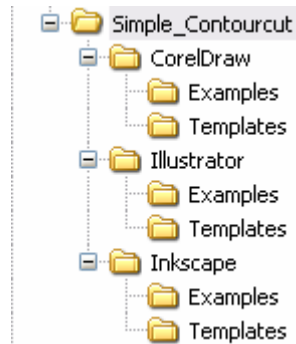 Simple_Contourcut
CorelDraw
Examples
Templates
Illustrator
Examples
Templates
Inkscape
Examples
Templates